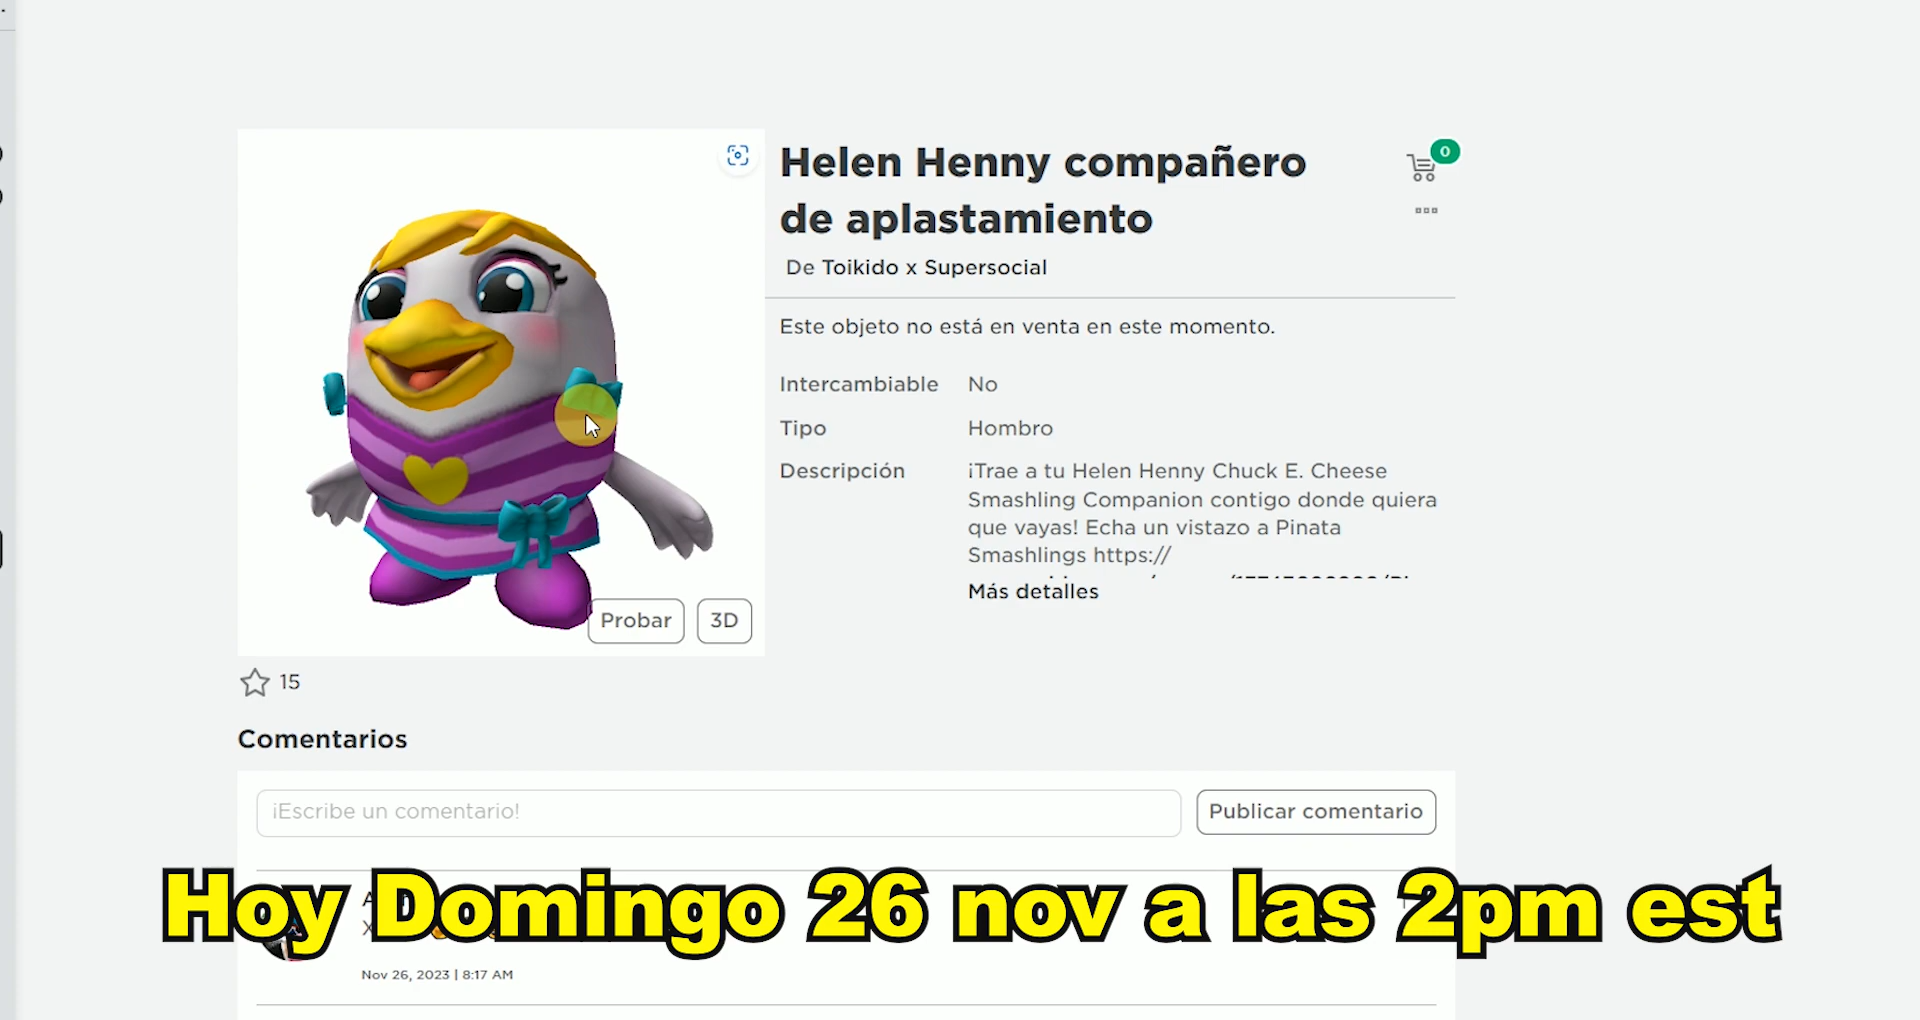 Helen Henny compañero
0
de aplastamiento
De Toikido x Supersocial
Este objeto no está en venta en este momento.
Intercambiable No
Tipo Hombro
Descripción ¡Trae a tu Helen Henny Chuck E. Cheese
Smashling Companion contigo donde quiera
que vayas! Echa un vistazo a Pinata
Smashlings https://
Más detalles
Probar 3D
15
Comentarios
¡Escribe un comentario! Publicar comentario
Hoy Domingo 26 nov a las 2pm est
Nov 26, 2023 | 8:17 AM